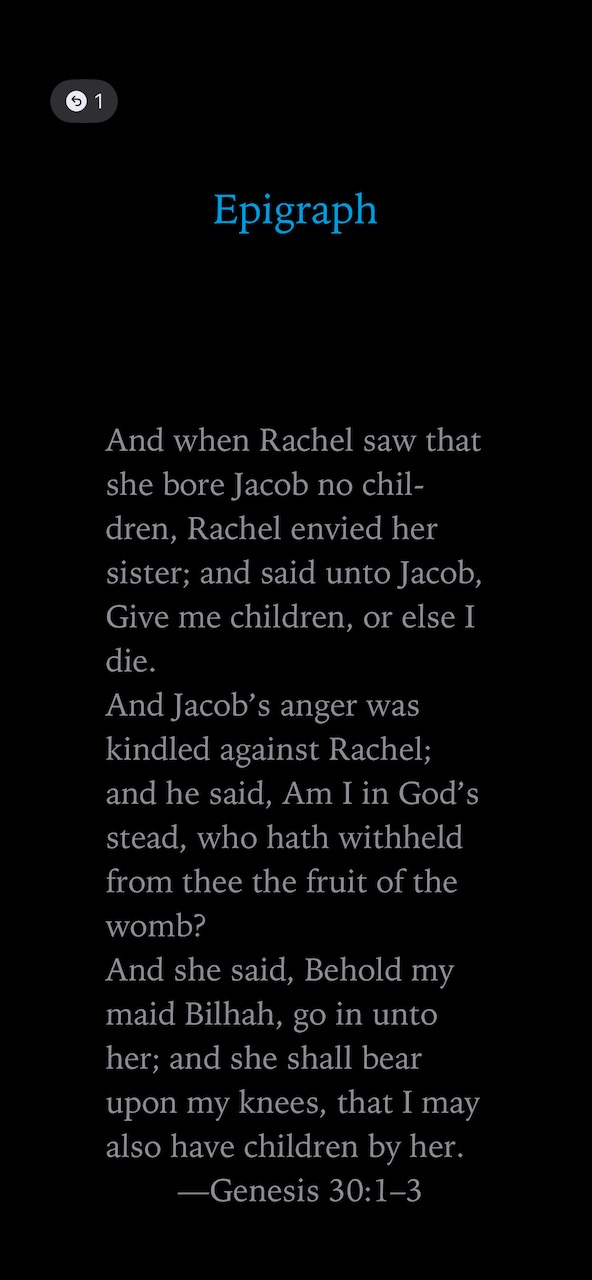 1
Epigraph
And when Rachel saw that
she bore Jacob no chil-
dren, Rachel envied her
sister; and said unto Jacob,
Give me children, or else I
die.
And Jacob’s anger was
kindled against Rachel;
and he said, Am I in God’s
stead, who hath withheld
from thee the fruit of the
womb?
And she said, Behold my
maid Bilhah, go in unto
her; and she shall bear
upon my knees, that I may
also have children by her.
—Genesis 30:1–3